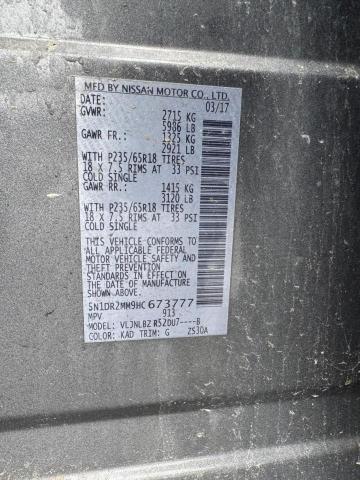 MFD BY NISSAN MOTOR CO., LTD.
DATE: 03/17
GVWR: 2715 KG
5986 LB
GAWR FR: 1325 KG
2921 LB
WITH P235/65R18 TIRES
18 X 7.5 RIMS AT 33 PSI
COLD SINGLE
GAWR RR: 1415 KG
3120 LB
WITH P235/65R18 TIRES
18 X 7.5 RIMS AT 33 PSI
COLD SINGLE
THIS VEHICLE CONFORMS TO
ALL APPLICABLE FEDERAL
MOTOR VEHICLE SAFETY AND
THEFT PREVENTION
STANDARDS IN EFFECT ON
THE DATE OF MANUFACTURE
SHOWN ABOVE.
5N1DR2MM9HC673777
MPV 913
MODEL: VLJNLBZ R52DU7----B
COLOR: KAD TRIM: G ZS30A